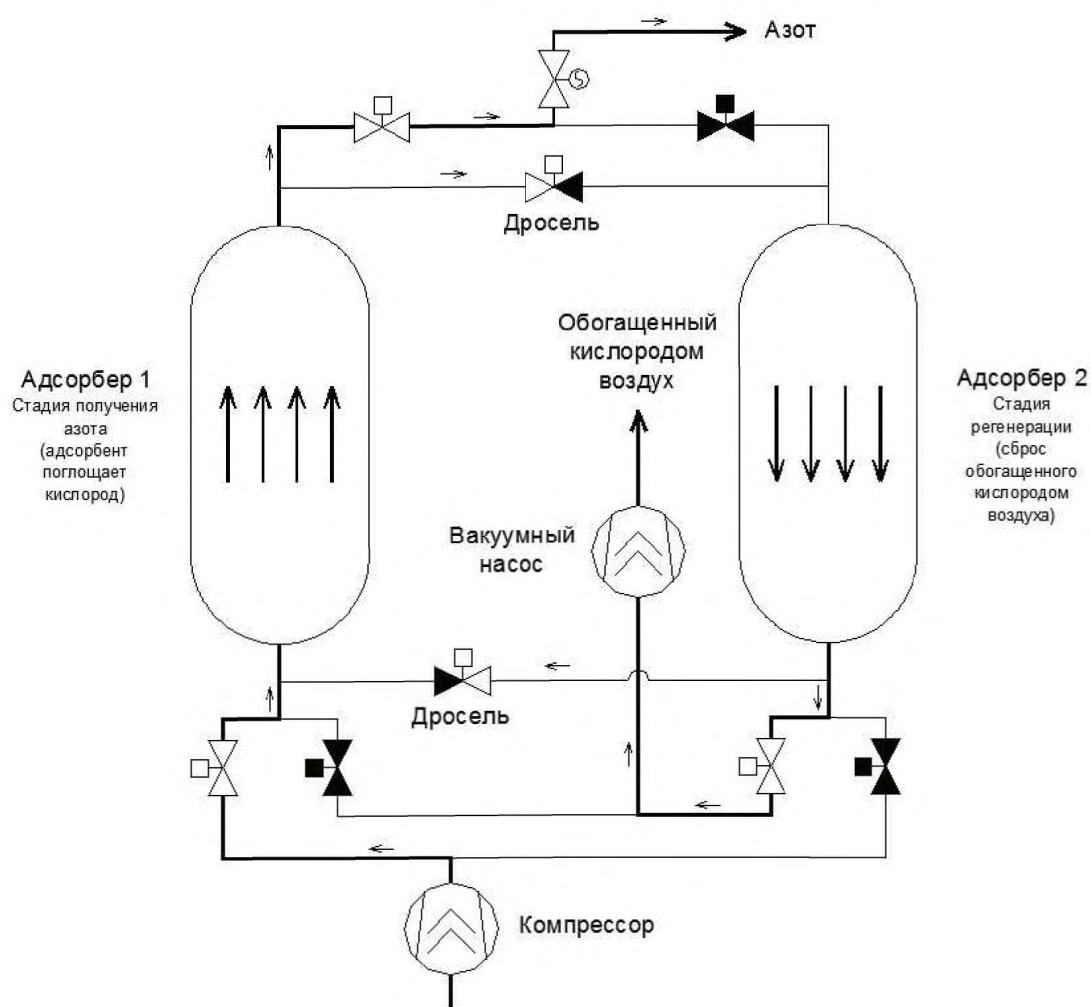 Азот
Дросель
Обогащенный
кислородом
воздух
Адсорбер 1
Стадия получения
азота
(адсорбент
поглощает
кислород)
Адсорбер 2
Стадия
регенерации
(сброс
обогащенного
кислородом
воздуха)
Вакуумный
насос
Дросель
Компрессор